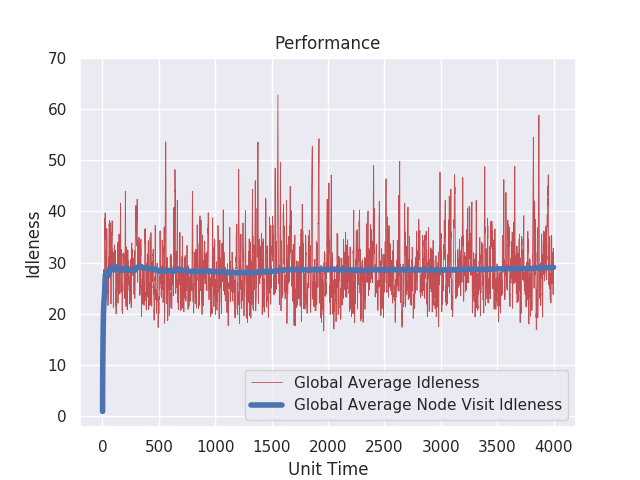 Performance
70
60
50
40
30
20
10
0
Idleness
Global Average Idleness
Global Average Node Visit Idleness
0 500 1000 1500 2000 2500 3000 3500 4000
Unit Time